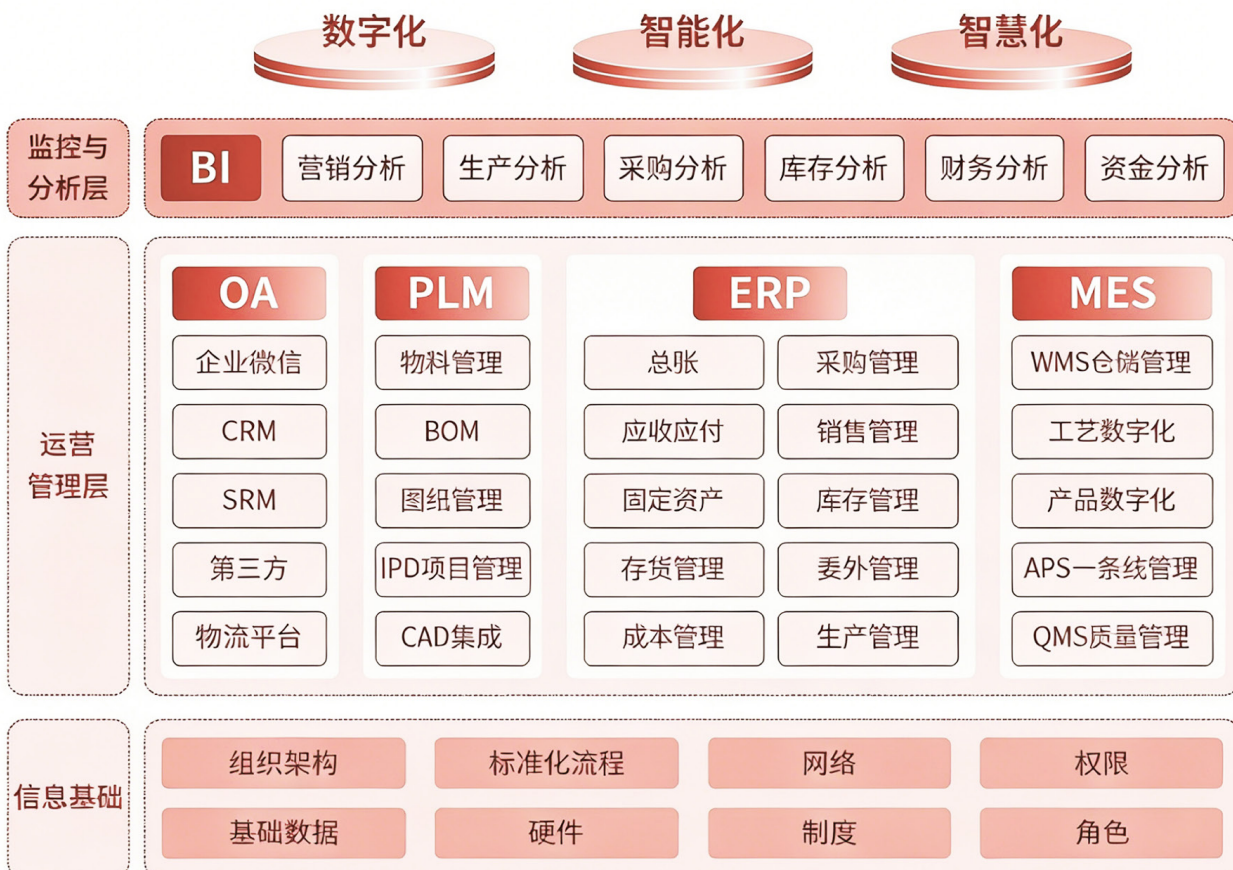 数字化
智能化
智慧化
监控与
分析层
BI
营销分析
生产分析
采购分析
库存分析
财务分析
资金分析
运营
管理层
OA
企业微信
CRM
SRM
第三方
物流平台
PLM
物料管理
BOM
图纸管理
IPD项目管理
CAD集成
ERP
总账
采购管理
应收应付
销售管理
固定资产
库存管理
存货管理
委外管理
成本管理
生产管理
MES
WMS仓储管理
工艺数字化
产品数字化
APS一条线管理
QMS质量管理
信息基础
组织架构
标准化流程
网络
权限
基础数据
硬件
制度
角色